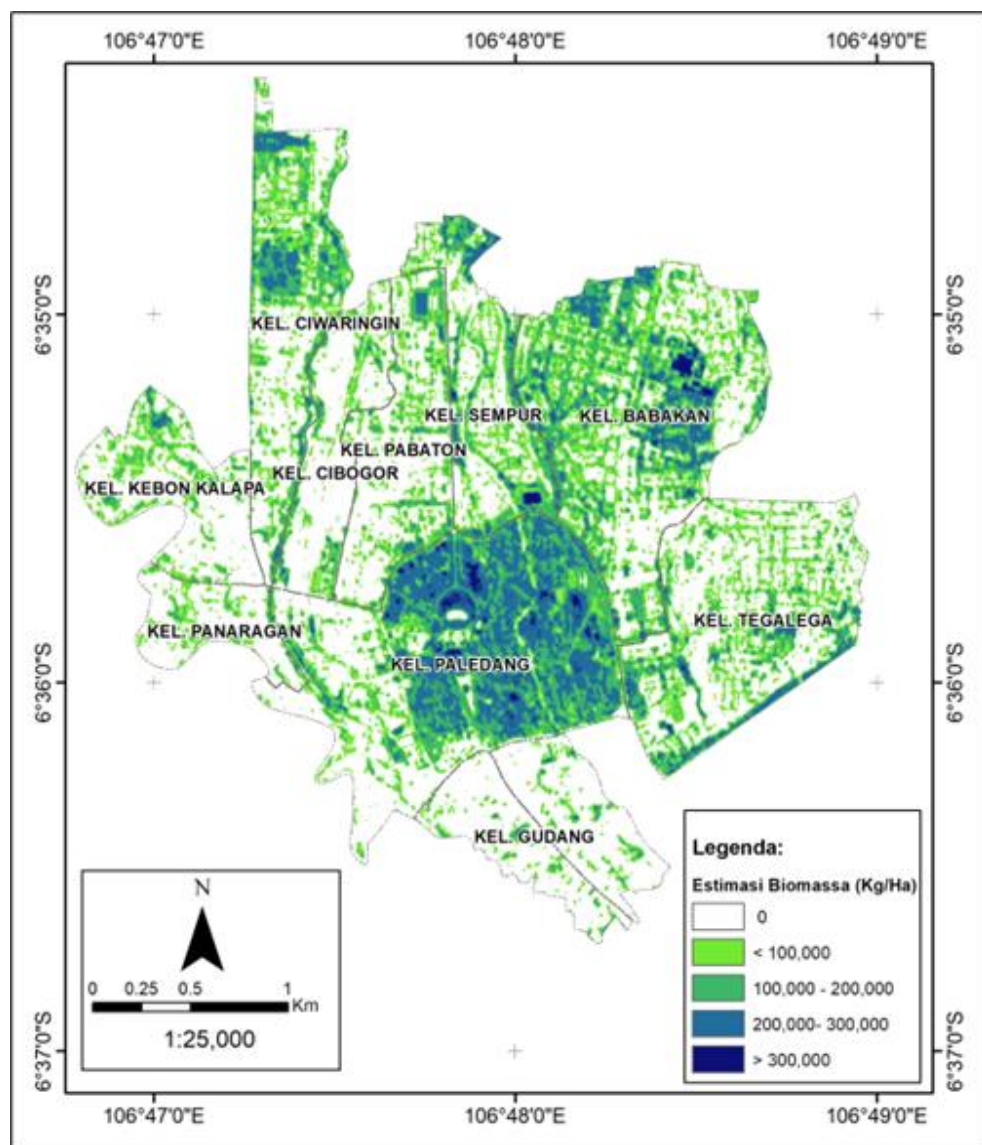 106°47'0"E 106°48'0"E 106°49'0"E
6°35'0"S 6°35'0"S
KEL. CIWARINGIN
KEL. SEMPUR KEL. BABAKAN
KEL. PABATON
KEL. CIBOGOR
KEL. KEBON KALAPA
KEL. PANARAGAN
KEL. TEGALEGA
KEL. PALEDANG
6°36'0"S 6°36'0"S
KEL. GUDANG
N
0 0.25 0.5 1
Km
1:25,000
Legenda:
Estimasi Biomassa (Kg/Ha)
0
< 100,000
100,000 - 200,000
200,000- 300,000
> 300,000
6°37'0"S 6°37'0"S
106°47'0"E 106°48'0"E 106°49'0"E